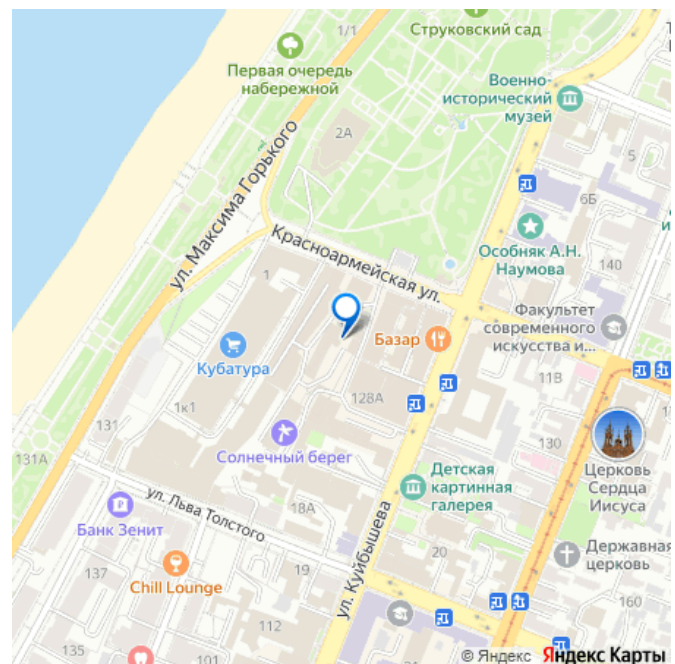 Струковский сад
1/1
Первая очередь
набережной
Военно-
исторический
музей
2А
5
ул. Максима Горького
6Б
Красноармейская ул.
Особняк А.Н.
Наумова
140
1
Факультет
современного
искусства и...
Базар
Кубатура
11В
128А
1к1
131
130
Солнечный берег
131А
Церковь
Сердца
Иисуса
Детская
картинная
галерея
ул. Льва Толстого
18А
Банк Зенит
ул. Куйбышева
20
Державная
церковь
137
19
Chill Lounge
160
112
135
161
© Яндекс Яндекс Карты